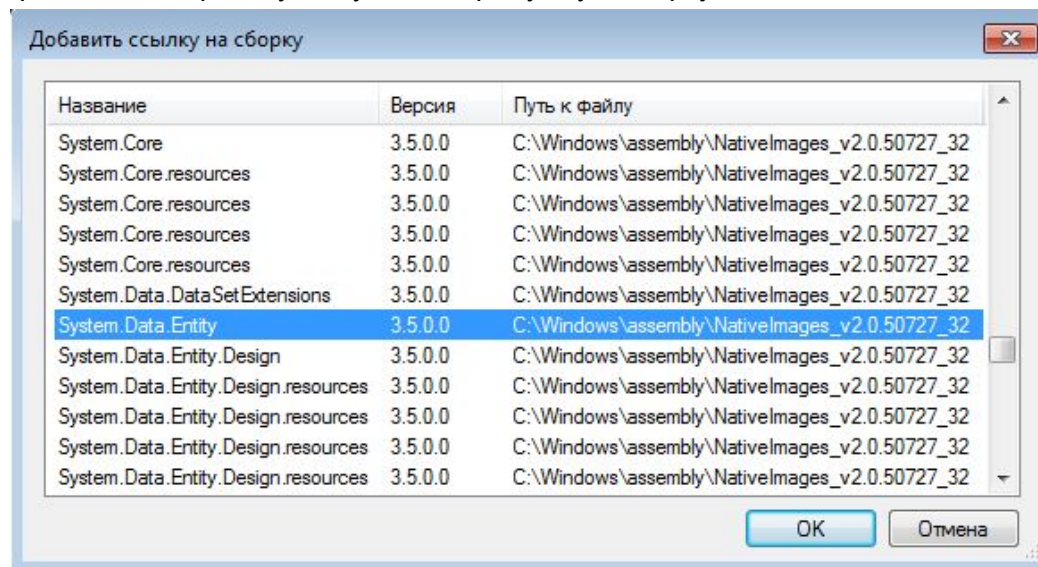 Добавить ссылку на сборку
Название Версия Путь к файлу
System.Core 3.5.0.0 C:\Windows\assembly\NativeImages_v2.0.50727_32
System.Core.resources 3.5.0.0 C:\Windows\assembly\NativeImages_v2.0.50727_32
System.Core.resources 3.5.0.0 C:\Windows\assembly\NativeImages_v2.0.50727_32
System.Core.resources 3.5.0.0 C:\Windows\assembly\NativeImages_v2.0.50727_32
System.Core.resources 3.5.0.0 C:\Windows\assembly\NativeImages_v2.0.50727_32
System.Data.DataSetExtensions 3.5.0.0 C:\Windows\assembly\NativeImages_v2.0.50727_32
System.Data.Entity 3.5.0.0 C:\Windows\assembly\NativeImages_v2.0.50727_32
System.Data.Entity.Design 3.5.0.0 C:\Windows\assembly\NativeImages_v2.0.50727_32
System.Data.Entity.Design.resources 3.5.0.0 C:\Windows\assembly\NativeImages_v2.0.50727_32
System.Data.Entity.Design.resources 3.5.0.0 C:\Windows\assembly\NativeImages_v2.0.50727_32
System.Data.Entity.Design.resources 3.5.0.0 C:\Windows\assembly\NativeImages_v2.0.50727_32
System.Data.Entity.Design.resources 3.5.0.0 C:\Windows\assembly\NativeImages_v2.0.50727_32
OK Отмена